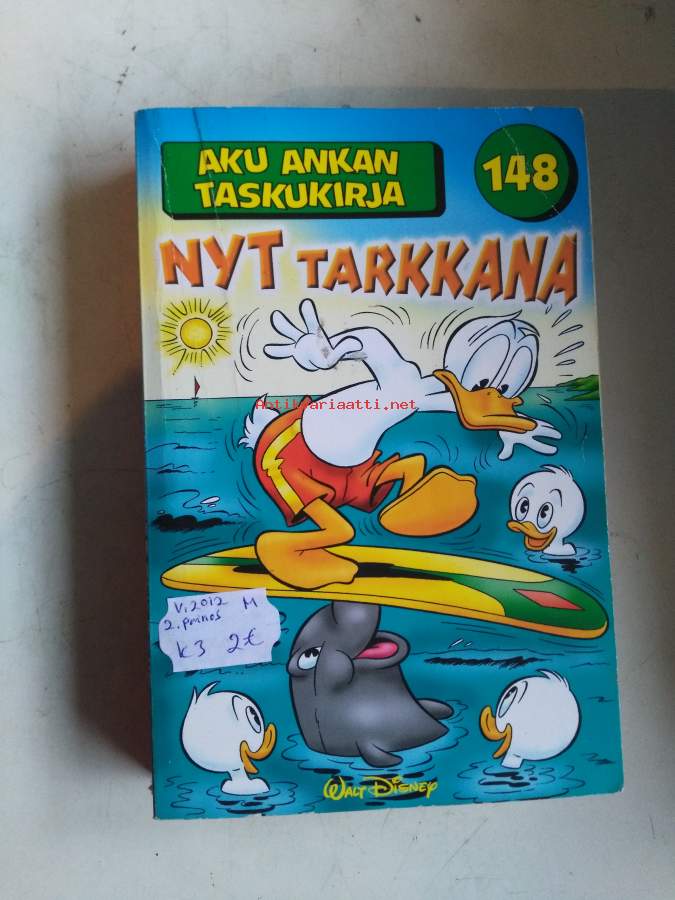 AKU ANKAN
TASKUKIRJA
148
NYT TARKKANA
Antikvariaatti.net
V. 2012 M
2. painos
K3 2€
WALT DISNEY